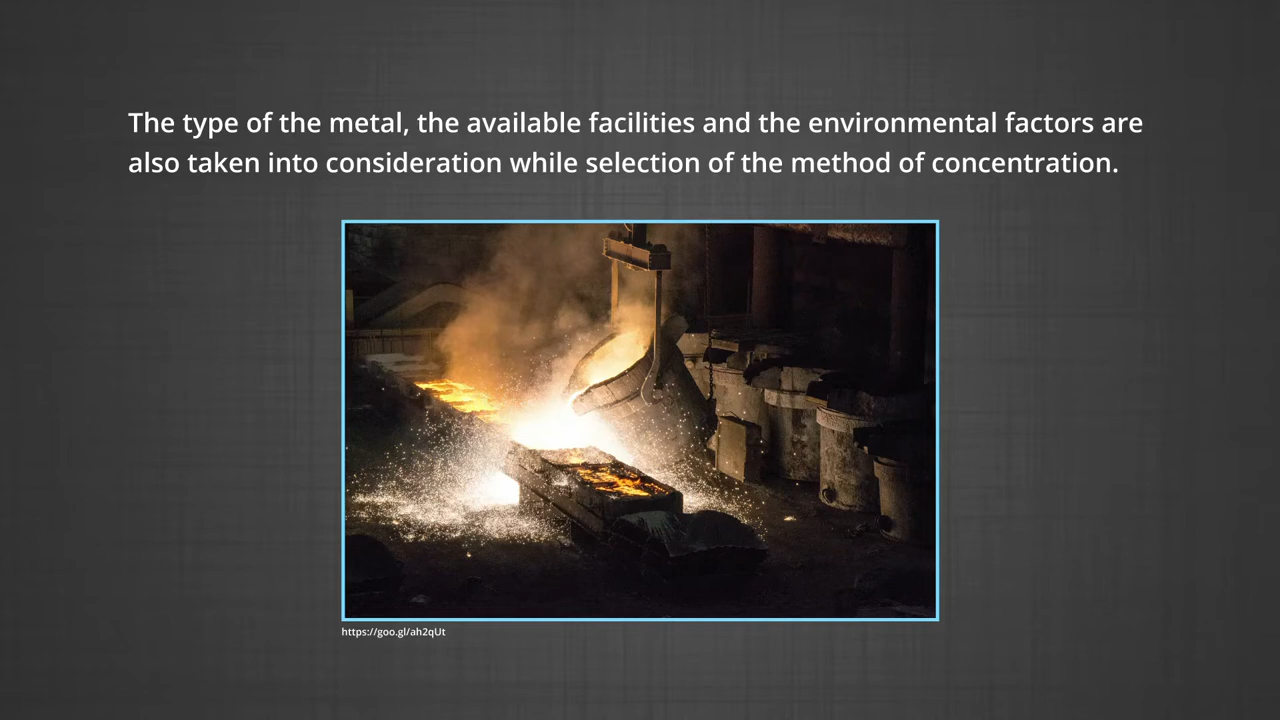 The type of the metal, the available facilities and the environmental factors are
also taken into consideration while selection of the method of concentration.
https://goo.gl/ah2qUt